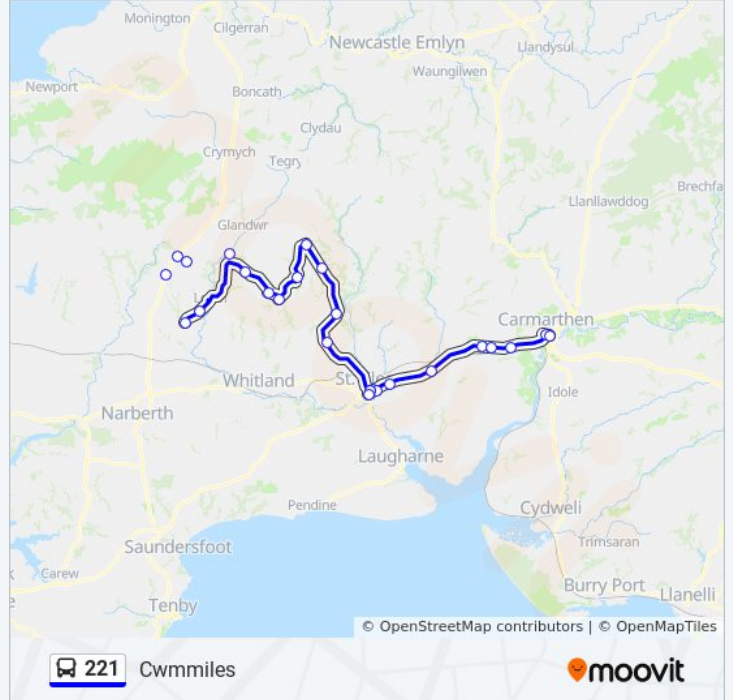 Monington
Cilgerran
Newcastle Emlyn
Llandysul
Waungilwen
Newport
Boncath
Clydau
Crymych
Tegry
Brechfa
Llanllawddog
Glandwr
Carmarthen
Whitland
St.
Idole
Narberth
Laugharne
Pendine
Cydweli
Saundersfoot
Trimsaran
Carew
Burry Port
Llanelli
Tenby
© OpenStreetMap contributors | © OpenMapTiles
221 Cwmmiles
moovit